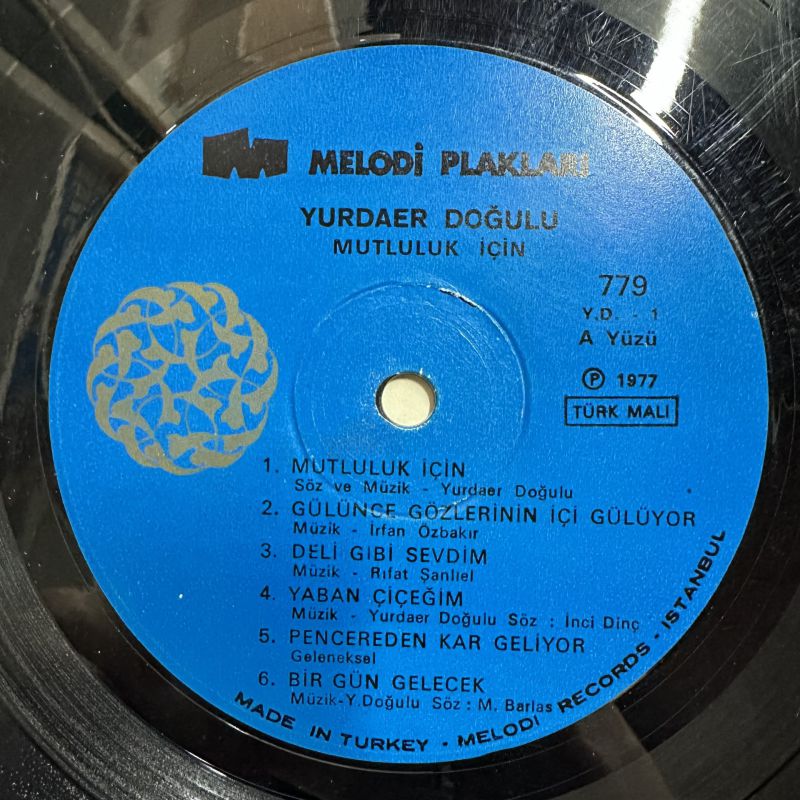 MELODİ PLAKLARI
YURDAER DOĞULU
MUTLULUK İÇİN
779
Y.D. - 1
A Yüzü
Ⓟ 1977
TÜRK MALI
1. MUTLULUK İÇİN
Söz ve Müzik - Yurdaer Doğulu
2. GÜLÜNCE GÖZLERİNİN İÇİ GÜLÜYOR
Müzik - İrfan Özbakır
3. DELİ GİBİ SEVDİM
Müzik - Rıfat Şanlıel
4. YABAN ÇİÇEĞİM
Müzik - Yurdaer Doğulu Söz : İnci Dinç
5. PENCEREDEN KAR GELİYOR
Geleneksel
6. BİR GÜN GELECEK
Müzik-Y.Doğulu Söz : M. Barlas
MADE IN TURKEY - MELODİ RECORDS - ISTANBUL